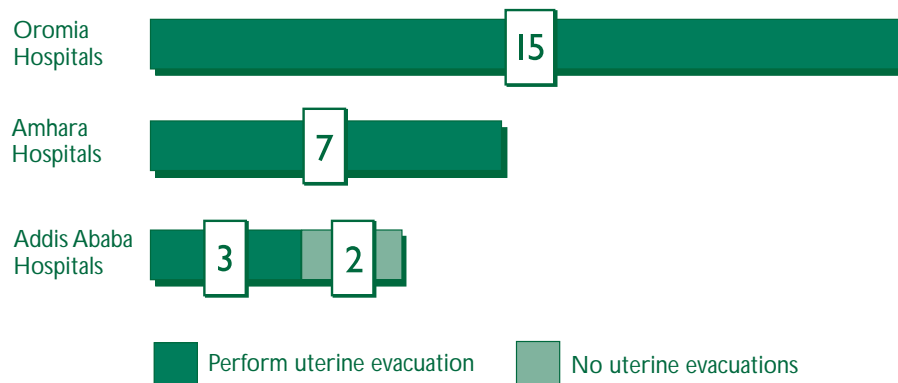 Oromia
Hospitals
15
Amhara
Hospitals
7
Addis Ababa
Hospitals
3
2
Perform uterine evacuation
No uterine evacuations